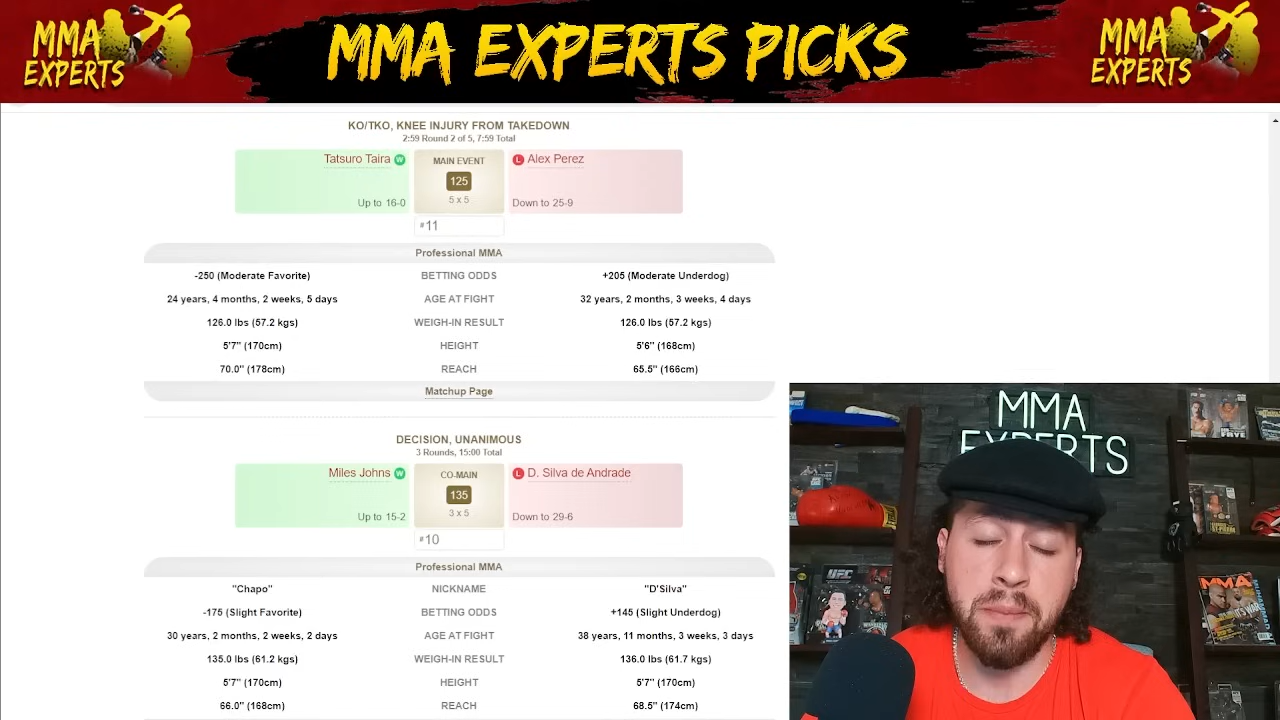 MMA
EXPERTS
MMA EXPERTS PICKS
MMA
EXPERTS
KO/TKO, KNEE INJURY FROM TAKEDOWN
2:59 Round 2 of 5, 7:59 Total
Tatsuro Taira W
MAIN EVENT
L Alex Perez
125
5 x 5
Up to 16-0
Down to 25-9
#11
Professional MMA
-250 (Moderate Favorite) BETTING ODDS +205 (Moderate Underdog)
24 years, 4 months, 2 weeks, 5 days AGE AT FIGHT 32 years, 2 months, 3 weeks, 4 days
126.0 lbs (57.2 kgs) WEIGH-IN RESULT 126.0 lbs (57.2 kgs)
5'7" (170cm) HEIGHT 5'6" (168cm)
70.0" (178cm) REACH 65.5" (166cm)
Matchup Page
DECISION, UNANIMOUS
3 Rounds, 15:00 Total
Miles Johns W
CO-MAIN
L D. Silva de Andrade
135
3 x 5
Up to 15-2
Down to 29-6
#10
Professional MMA
"Chapo" NICKNAME "D'Silva"
-175 (Slight Favorite) BETTING ODDS +145 (Slight Underdog)
30 years, 2 months, 2 weeks, 2 days AGE AT FIGHT 38 years, 11 months, 3 weeks, 3 days
135.0 lbs (61.2 kgs) WEIGH-IN RESULT 136.0 lbs (61.7 kgs)
5'7" (170cm) HEIGHT 5'7" (170cm)
66.0" (168cm) REACH 68.5" (174cm)
MMA
EXPERTS
UFC
MMA